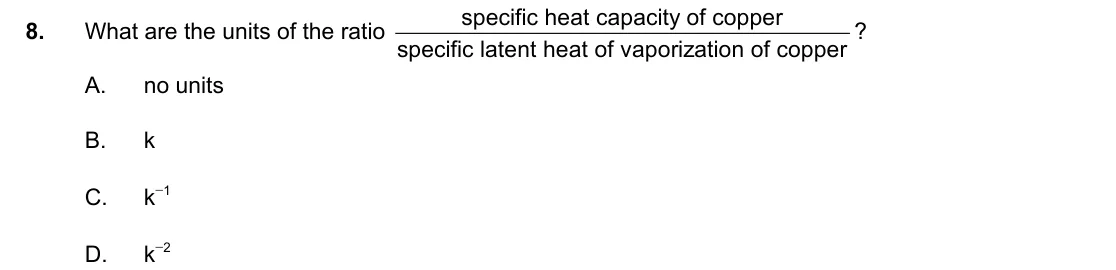 8. What are the units of the ratio specific heat capacity of copper / specific latent heat of vaporization of copper ?
A. no units
B. k
C. k⁻¹
D. k⁻²